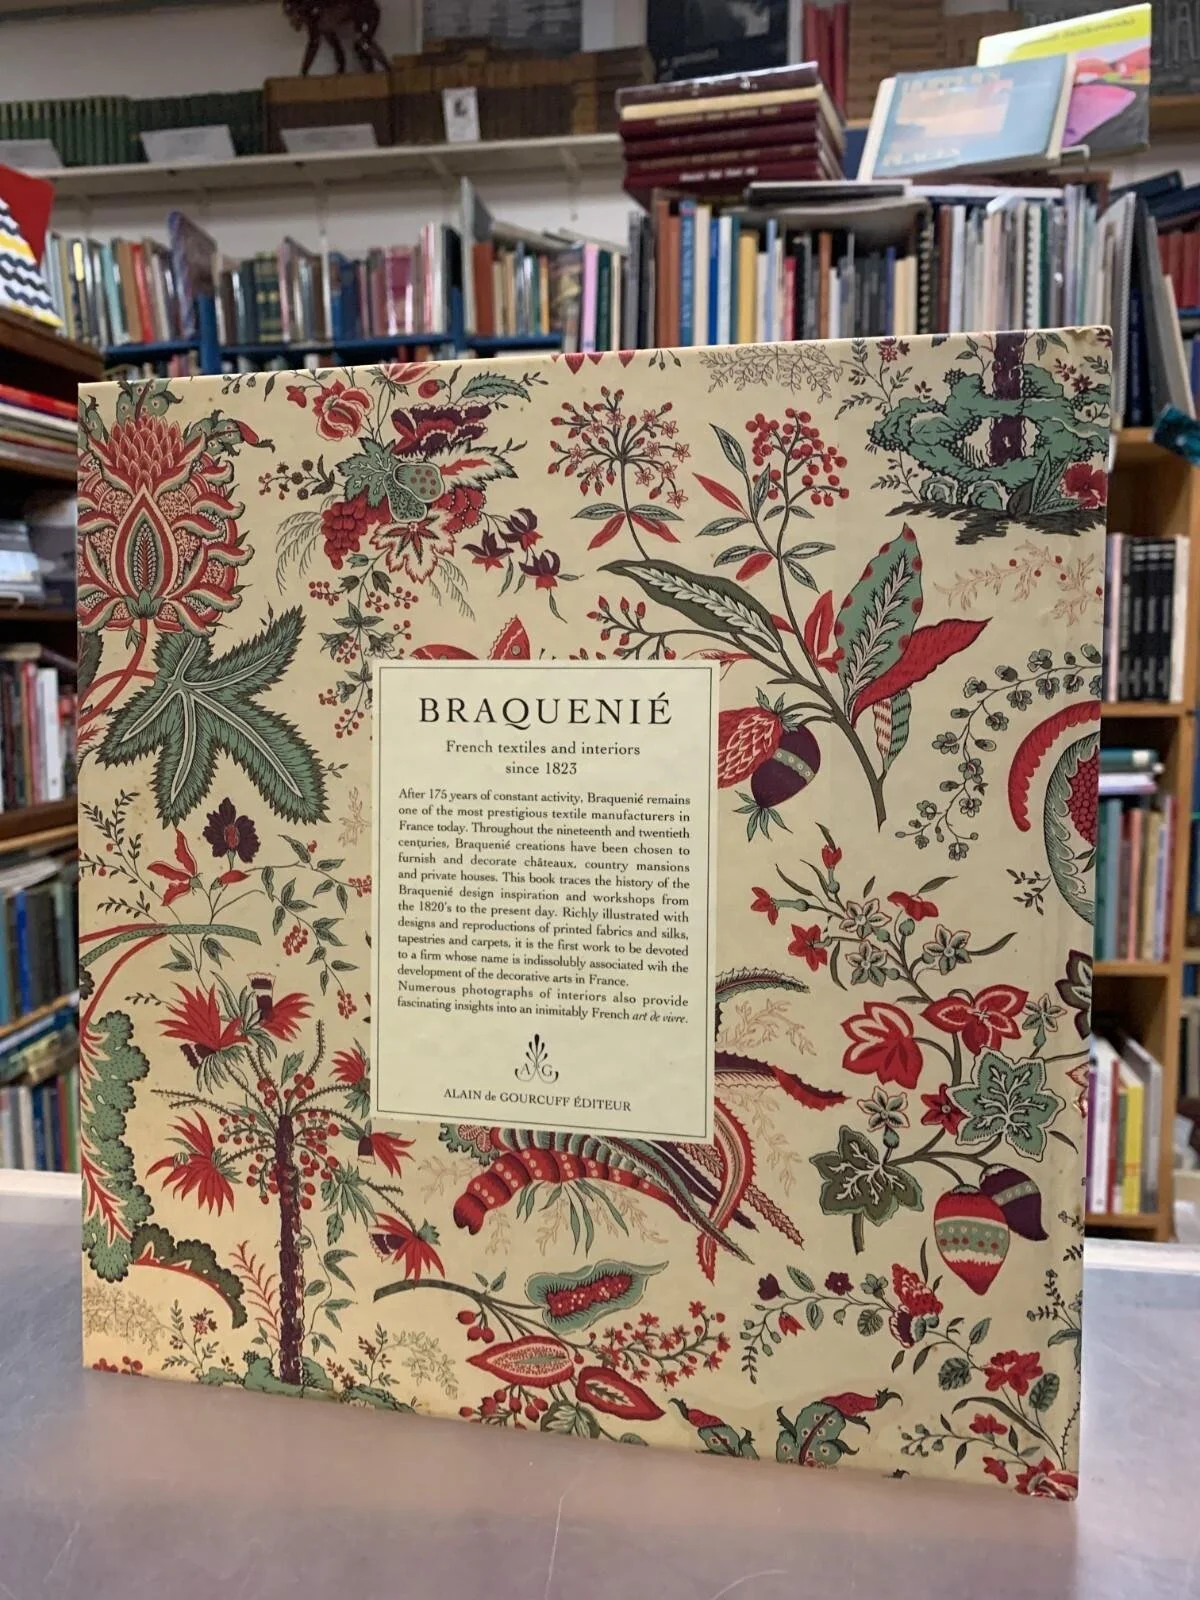 BRAQUENIÉ
French textiles and interiors
since 1823
After 175 years of constant activity, Braquenié remains
one of the most prestigious textile manufacturers in
France today. Throughout the nineteenth and twentieth
centuries, Braquenié creations have been chosen to
furnish and decorate châteaux, country mansions
and private houses. This book traces the history of the
Braquenié design inspiration and workshops from
the 1820's to the present day. Richly illustrated with
designs and reproductions of printed fabrics and silks,
tapestries and carpets, it is the first work to be devoted
to a firm whose name is indissolubly associated wih the
development of the decorative arts in France.
Numerous photographs of interiors also provide
fascinating insights into an inimitably French art de vivre.
A G
ALAIN de GOURCUFF ÉDITEUR